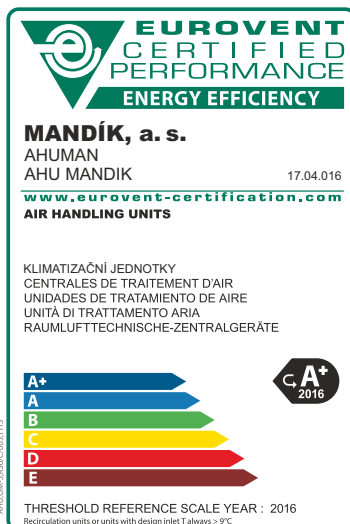 EUROVENT
CERTIFIED
PERFORMANCE
ENERGY EFFICIENCY
MANDÍK, a. s.
AHUMAN
AHU MANDIK 17.04.016
www.eurovent-certification.com
AIR HANDLING UNITS
KLIMATIZAČNÍ JEDNOTKY
CENTRALES DE TRAITEMENT D'AIR
UNIDADES DE TRATAMIENTO DE AIRE
UNITÀ DI TRATTAMENTO ARIA
RAUMLUFTTECHNISCHE-ZENTRALGERÄTE
A+
A
B
C
D
E
A+
2016
THRESHOLD REFERENCE SCALE YEAR : 2016
Recirculation units or units with design inlet T always > 9°C